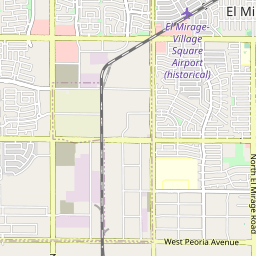 El Mi
El Mirage-
Village
Square
Airport
(historical)
North El Mirage Road
West Peoria Avenue